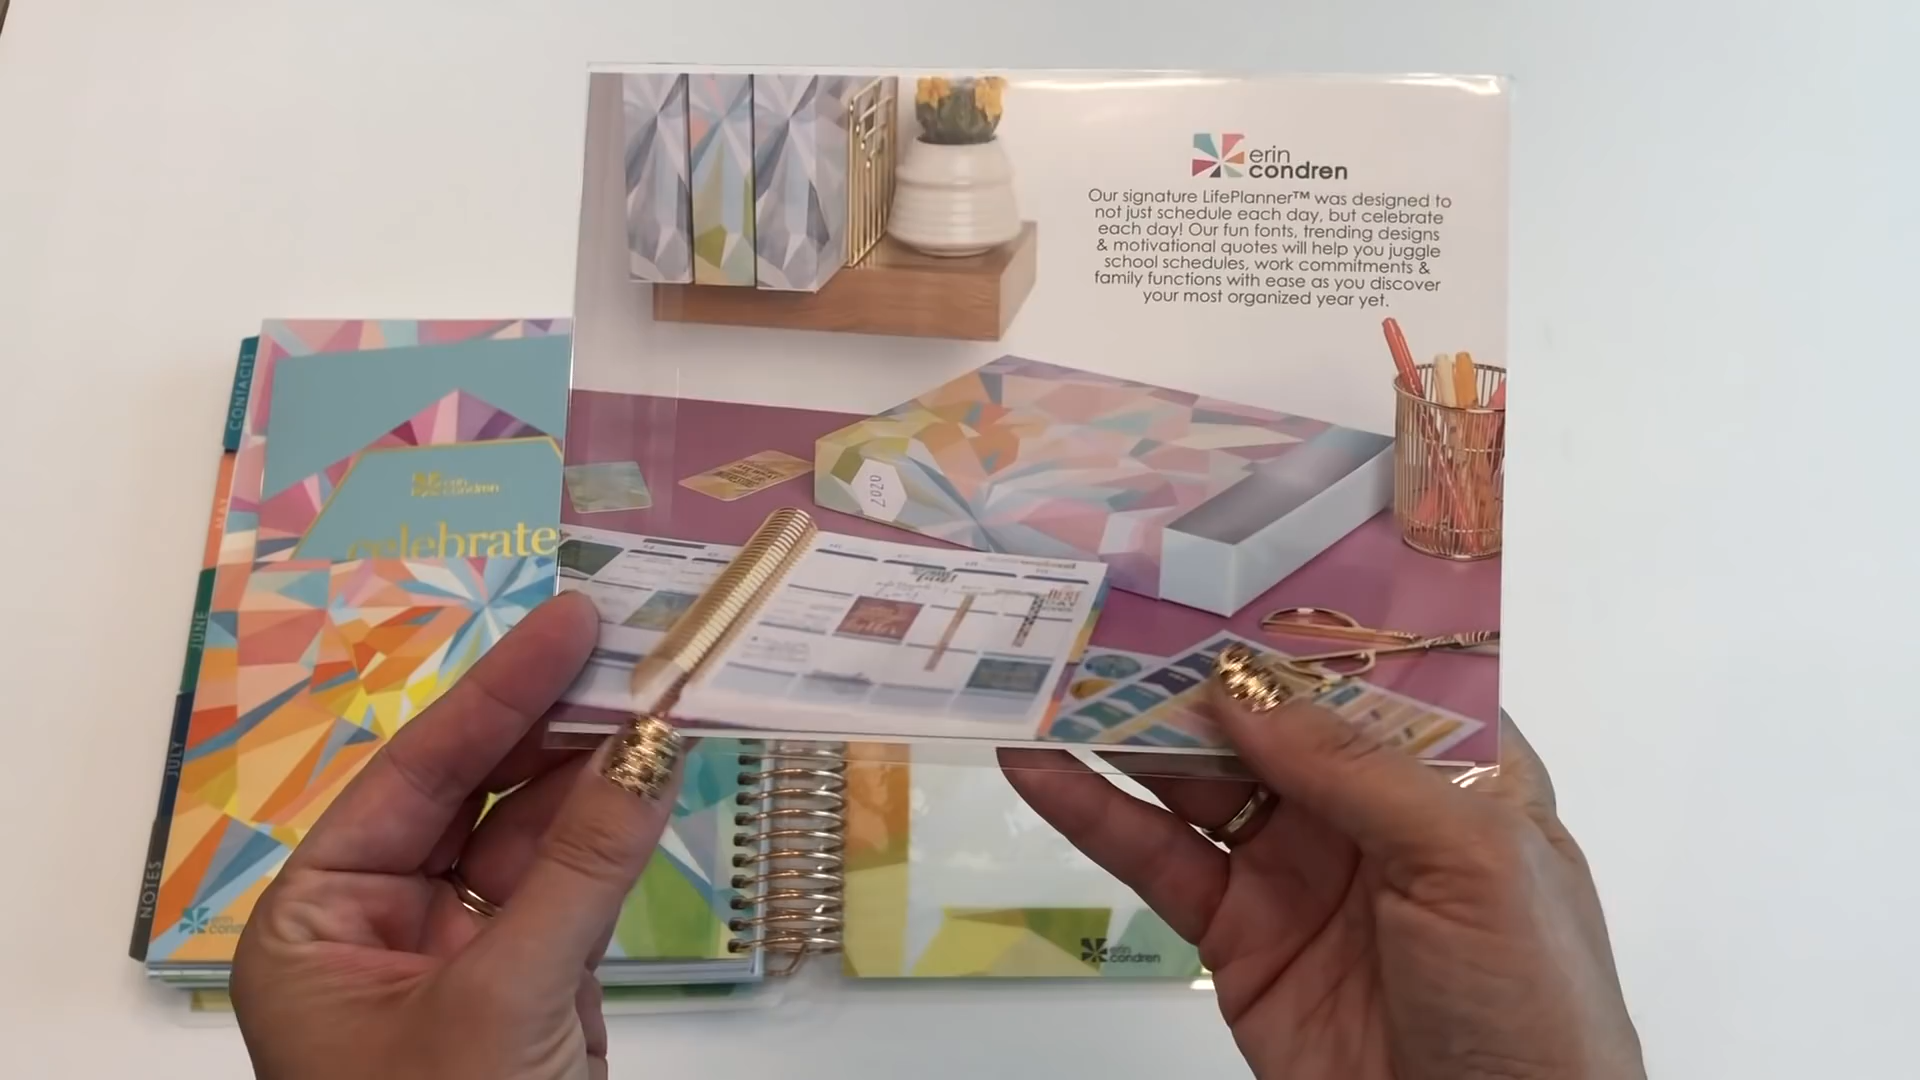 erin
condren
Our signature LifePlanner™ was designed to
not just schedule each day, but celebrate
each day! Our fun fonts, trending designs
& motivational quotes will help you juggle
school schedules, work commitments &
family functions with ease as you discover
your most organized year yet.
2020
CONTACTS
MAY
JUNE
JULY
NOTES
erin
condren
celebrate
erin
erin
condren